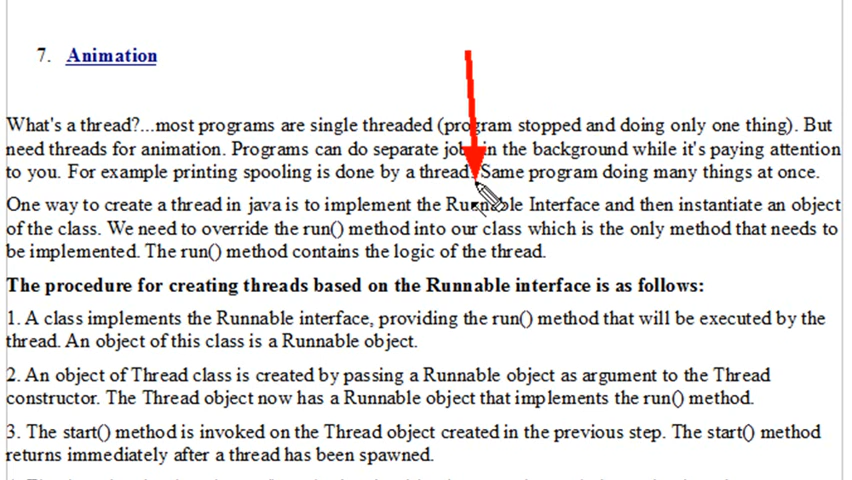 7. Animation
What's a thread?...most programs are single threaded (program stopped and doing only one thing). But
need threads for animation. Programs can do separate jobs in the background while it's paying attention
to you. For example printing spooling is done by a thread. Same program doing many things at once.
One way to create a thread in java is to implement the Runnable Interface and then instantiate an object
of the class. We need to override the run() method into our class which is the only method that needs to
be implemented. The run() method contains the logic of the thread.
The procedure for creating threads based on the Runnable interface is as follows:
1. A class implements the Runnable interface, providing the run() method that will be executed by the
thread. An object of this class is a Runnable object.
2. An object of Thread class is created by passing a Runnable object as argument to the Thread
constructor. The Thread object now has a Runnable object that implements the run() method.
3. The start() method is invoked on the Thread object created in the previous step. The start() method
returns immediately after a thread has been spawned.